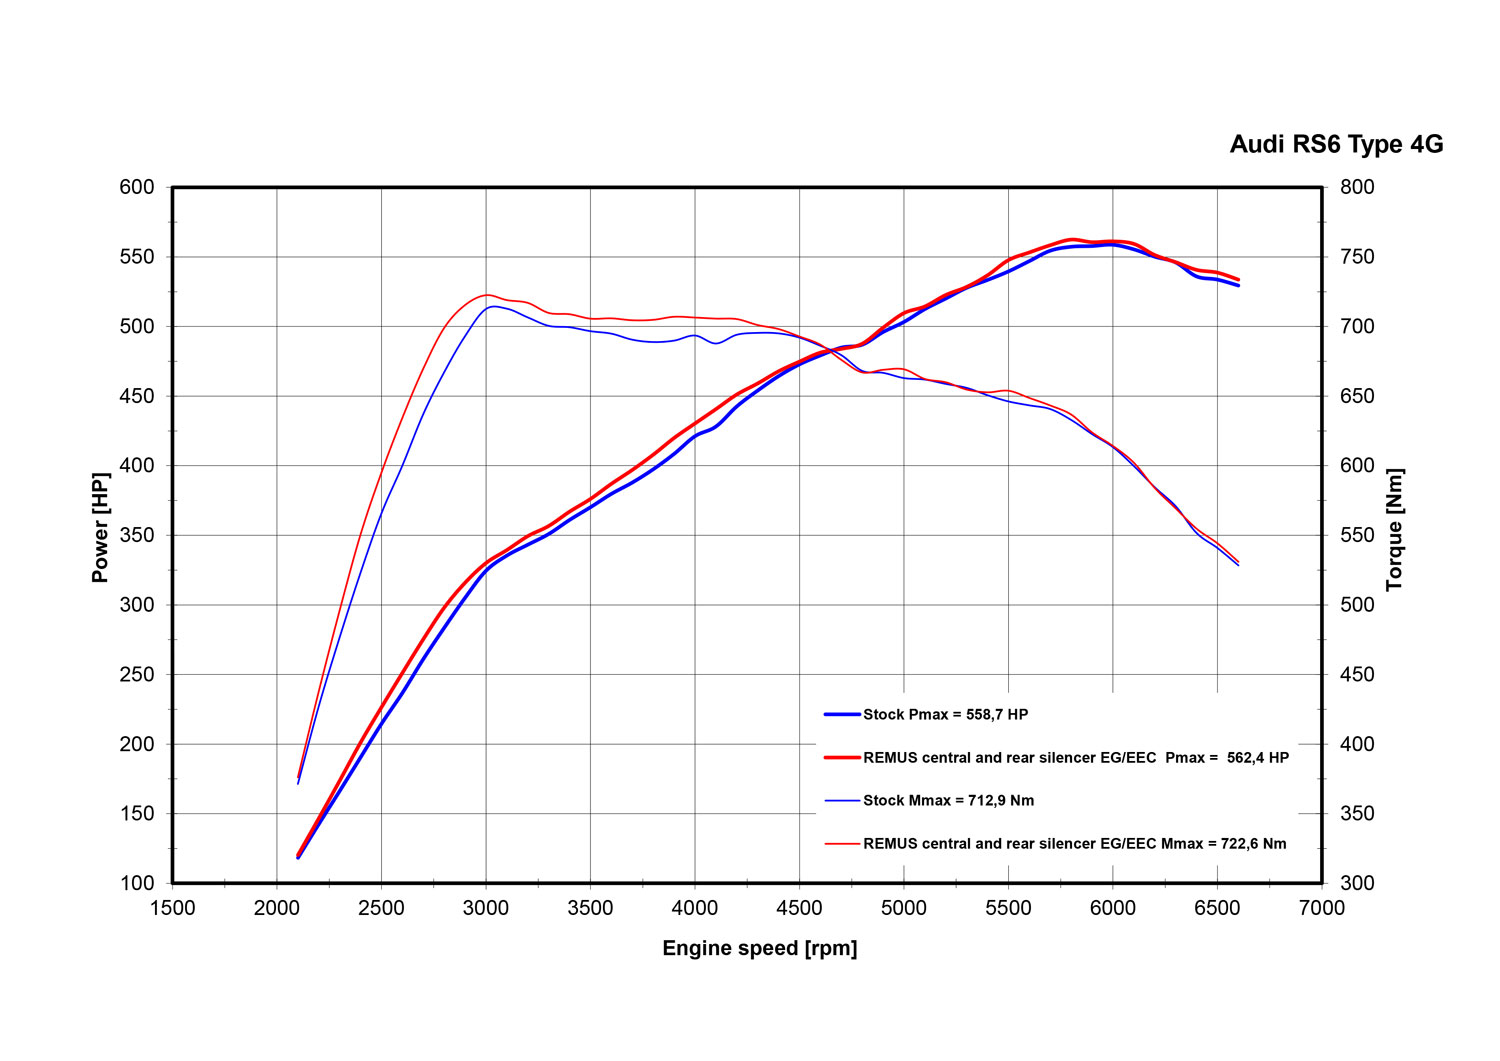 Audi RS6 Type 4G
600
550
500
450
400
350
300
250
200
150
100
Power [HP]
800
750
700
650
600
550
500
450
400
350
300
Torque [Nm]
Stock Pmax = 558,7 HP
REMUS central and rear silencer EG/EEC  Pmax =  562,4 HP
Stock Mmax = 712,9 Nm
REMUS central and rear silencer EG/EEC Mmax = 722,6 Nm
1500 2000 2500 3000 3500 4000 4500 5000 5500 6000 6500 7000
Engine speed [rpm]